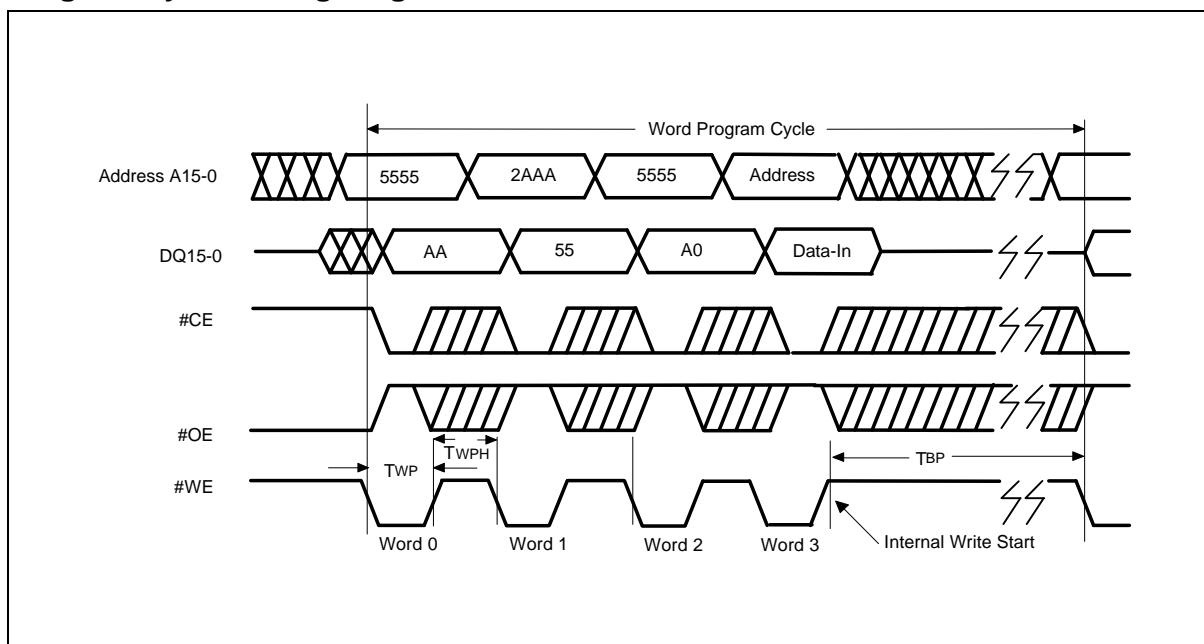 Word Program Cycle
Address A15-0
5555
2AAA
5555
Address
DQ15-0
AA
55
A0
Data-In
#CE
#OE
TWP
TWPH
TBP
#WE
Word 0
Word 1
Word 2
Word 3
Internal Write Start